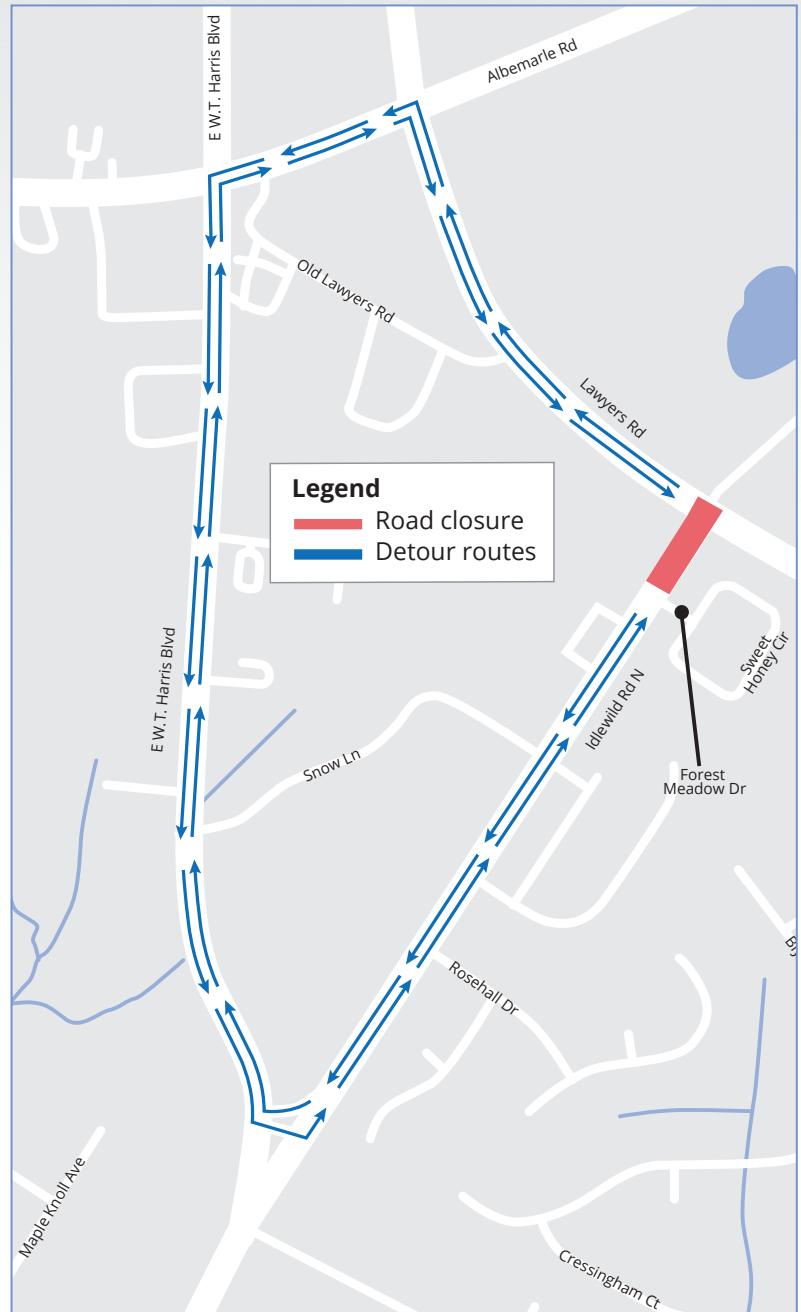 E W.T. Harris Blvd
Albemarle Rd
Old Lawyers Rd
Lawyers Rd
Legend
Road closure
Detour routes
Sweet
Honey Cir
E W.T. Harris Blvd
Idlewild Rd N
Snow Ln
Forest
Meadow Dr
Rosehall Dr
Maple Knoll Ave
Cressingham Ct